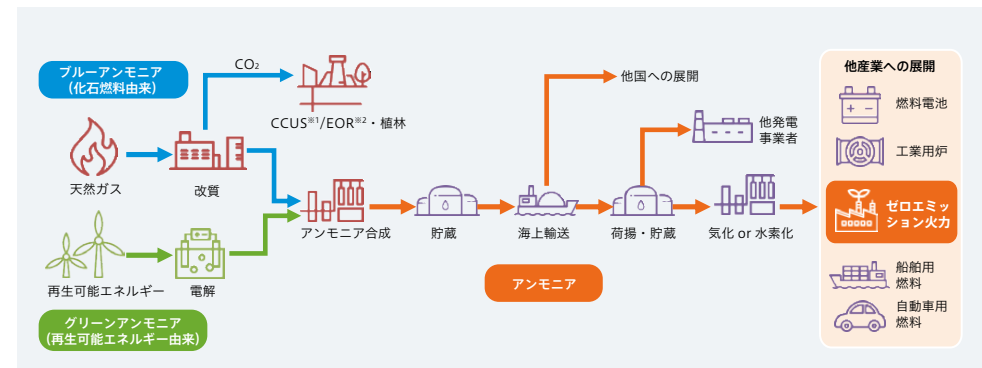 ブルーアンモニア
(化石燃料由来)
CO₂
CCUS※1/EOR※2・植林
天然ガス
改質
アンモニア合成
再生可能エネルギー
電解
グリーンアンモニア
(再生可能エネルギー由来)
貯蔵
海上輸送
他国への展開
アンモニア
荷揚・貯蔵
他発電
事業者
気化 or 水素化
他産業への展開
燃料電池
工業用炉
ゼロエミッ
ション火力
船舶用
燃料
自動車用
燃料